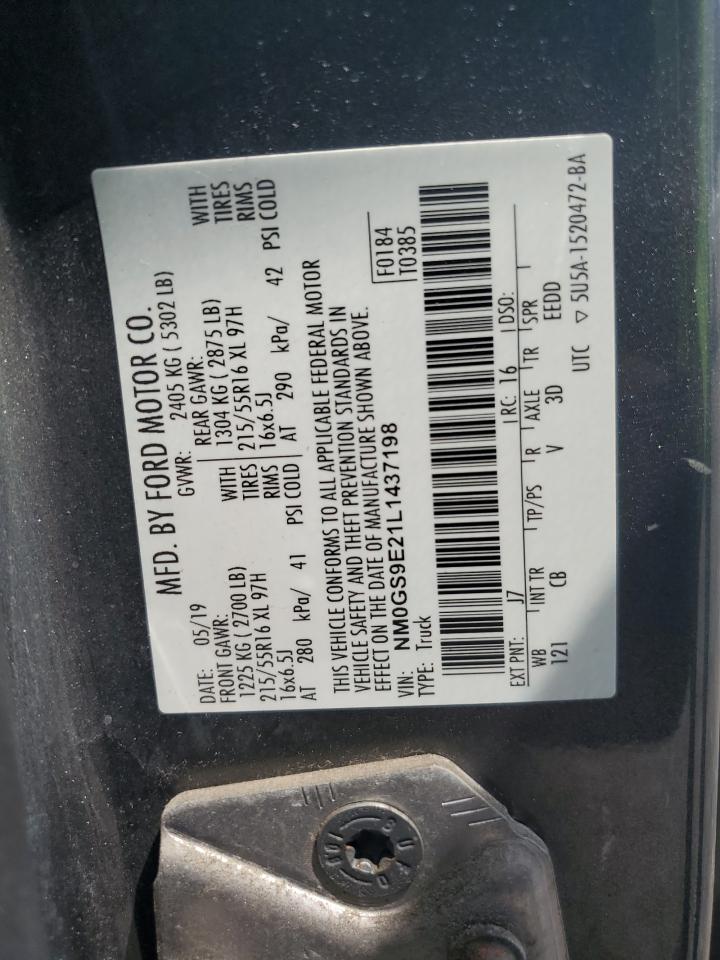 MFD. BY FORD MOTOR CO.
DATE: 05/19
GVWR: 2405 KG ( 5302 LB)
FRONT GAWR:
1225 KG ( 2700 LB)
WITH
215/55R16 XL 97H
TIRES
16x6.5J
RIMS
AT 280 kPa/ 41 PSI COLD
REAR GAWR:
1304 KG ( 2875 LB)
WITH
215/55R16 XL 97H
TIRES
16x6.5J
RIMS
AT 290 kPa/ 42 PSI COLD
THIS VEHICLE CONFORMS TO ALL APPLICABLE FEDERAL MOTOR
VEHICLE SAFETY AND THEFT PREVENTION STANDARDS IN
EFFECT ON THE DATE OF MANUFACTURE SHOWN ABOVE.
VIN: NM0GS9E21L1437198
TYPE: Truck
F0184
T0385
EXT PNT: J7 RC: 16 DSO:
WB INT TR TP/PS R AXLE TR SPR
121 CB V 3D EEDD
UTC ▽ 5U5A-1520472-BA